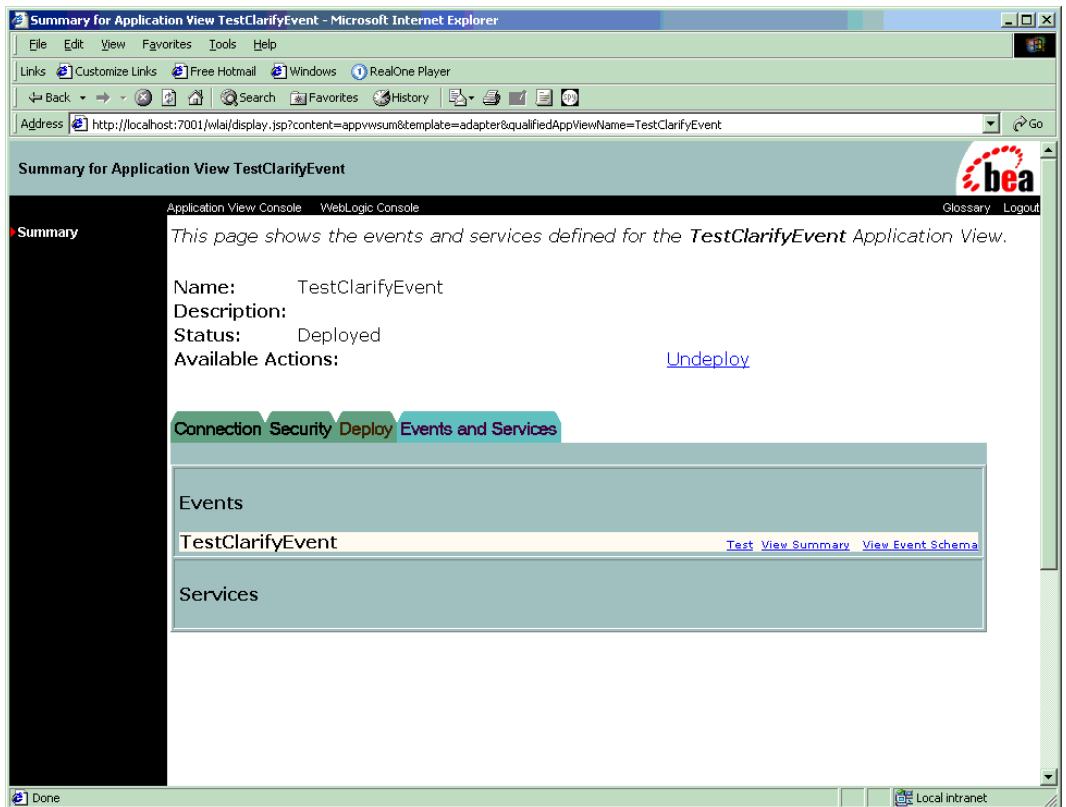 Summary for Application View TestClarifyEvent - Microsoft Internet Explorer
File Edit View Favorites Tools Help
Links Customize Links Free Hotmail Windows RealOne Player
Back Search Favorites History
Address http://localhost:7001/wlai/display.jsp?content=appvwsum&template=adapter&qualifiedAppViewName=TestClarifyEvent Go
Summary for Application View TestClarifyEvent
bea
Application View Console WebLogic Console Glossary Logout
Summary
This page shows the events and services defined for the TestClarifyEvent Application View.
Name: TestClarifyEvent
Description:
Status: Deployed
Available Actions: Undeploy
Connection Security Deploy Events and Services
Events
TestClarifyEvent Test View Summary View Event Schema
Services
Done Local intranet